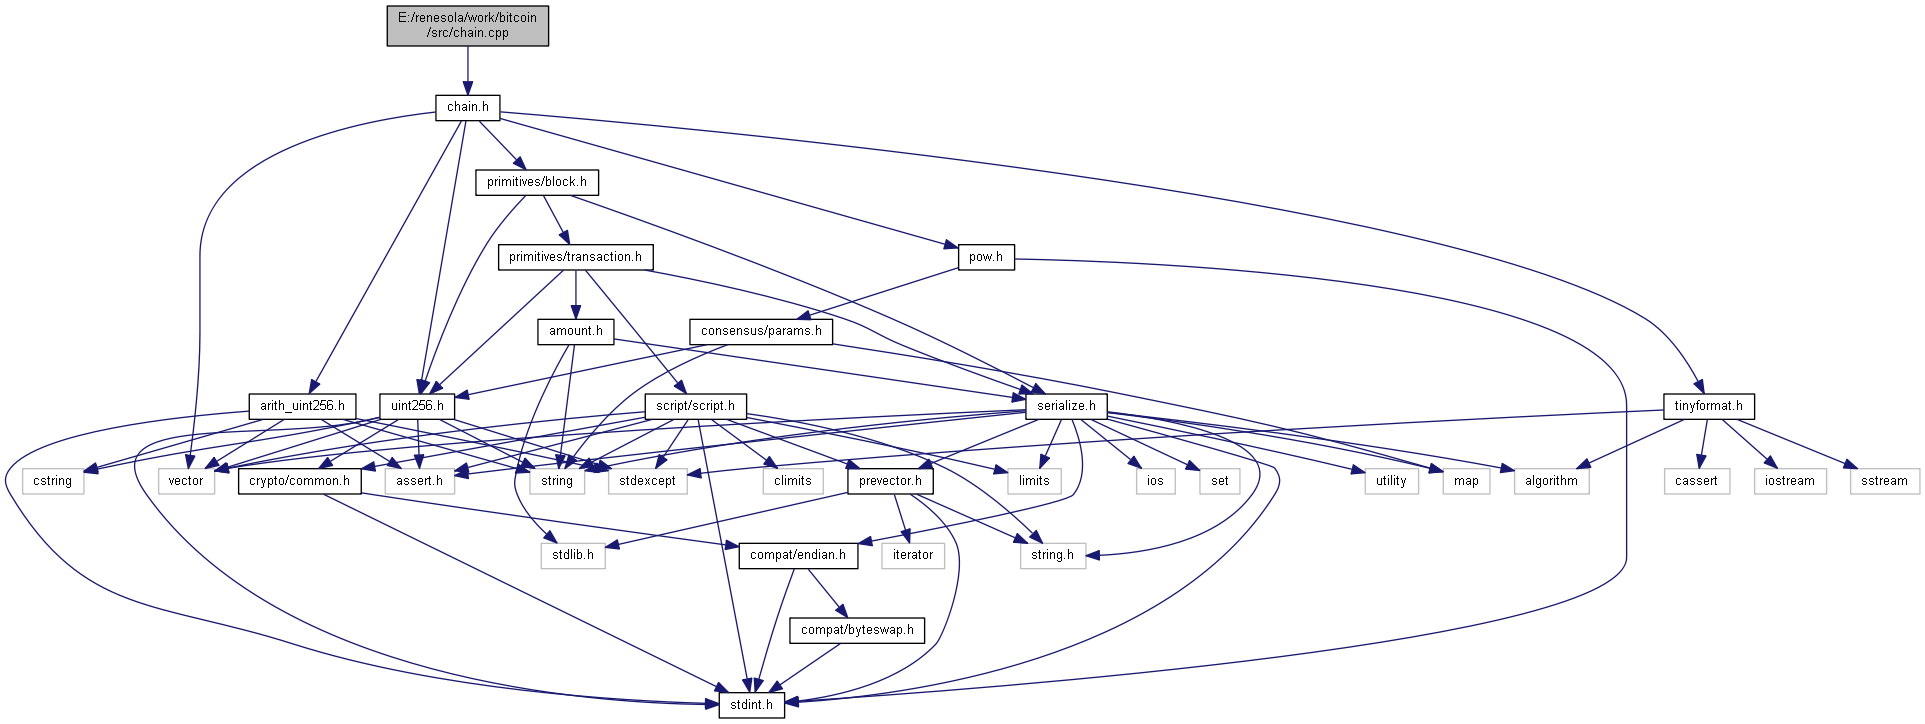 E:/renesola/work/bitcoin
/src/chain.cpp
chain.h
primitives/block.h
primitives/transaction.h
pow.h
amount.h
consensus/params.h
arith_uint256.h
uint256.h
script/script.h
serialize.h
tinyformat.h
cstring
vector
crypto/common.h
assert.h
string
stdexcept
climits
prevector.h
limits
ios
set
utility
map
algorithm
cassert
iostream
sstream
stdlib.h
compat/endian.h
iterator
string.h
compat/byteswap.h
stdint.h